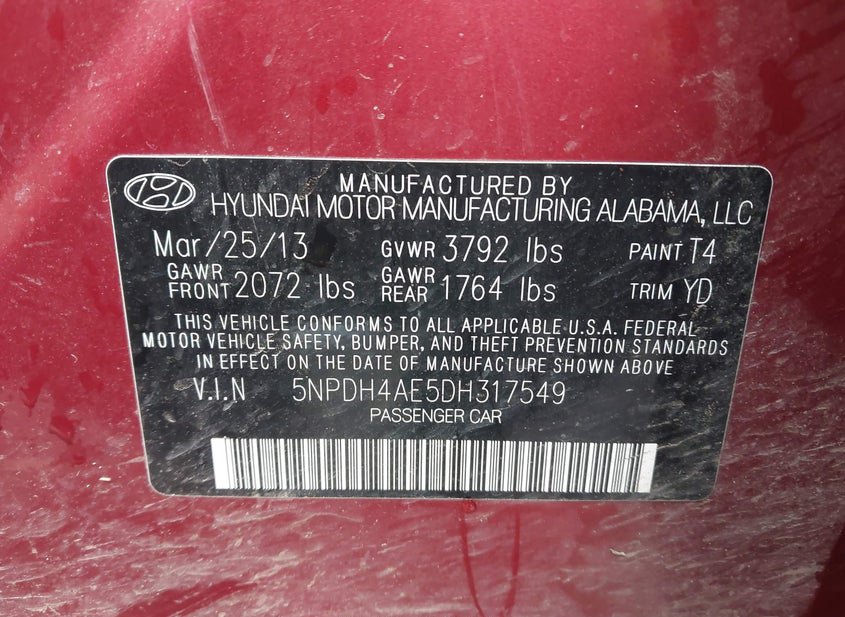 MANUFACTURED BY
HYUNDAI MOTOR MANUFACTURING ALABAMA, LLC
Mar/25/13 GVWR 3792 lbs PAINT T4
GAWR FRONT 2072 lbs GAWR REAR 1764 lbs TRIM YD
THIS VEHICLE CONFORMS TO ALL APPLICABLE U.S.A. FEDERAL
MOTOR VEHICLE SAFETY, BUMPER, AND THEFT PREVENTION STANDARDS
IN EFFECT ON THE DATE OF MANUFACTURE SHOWN ABOVE
V.I.N 5NPDH4AE5DH317549
PASSENGER CAR